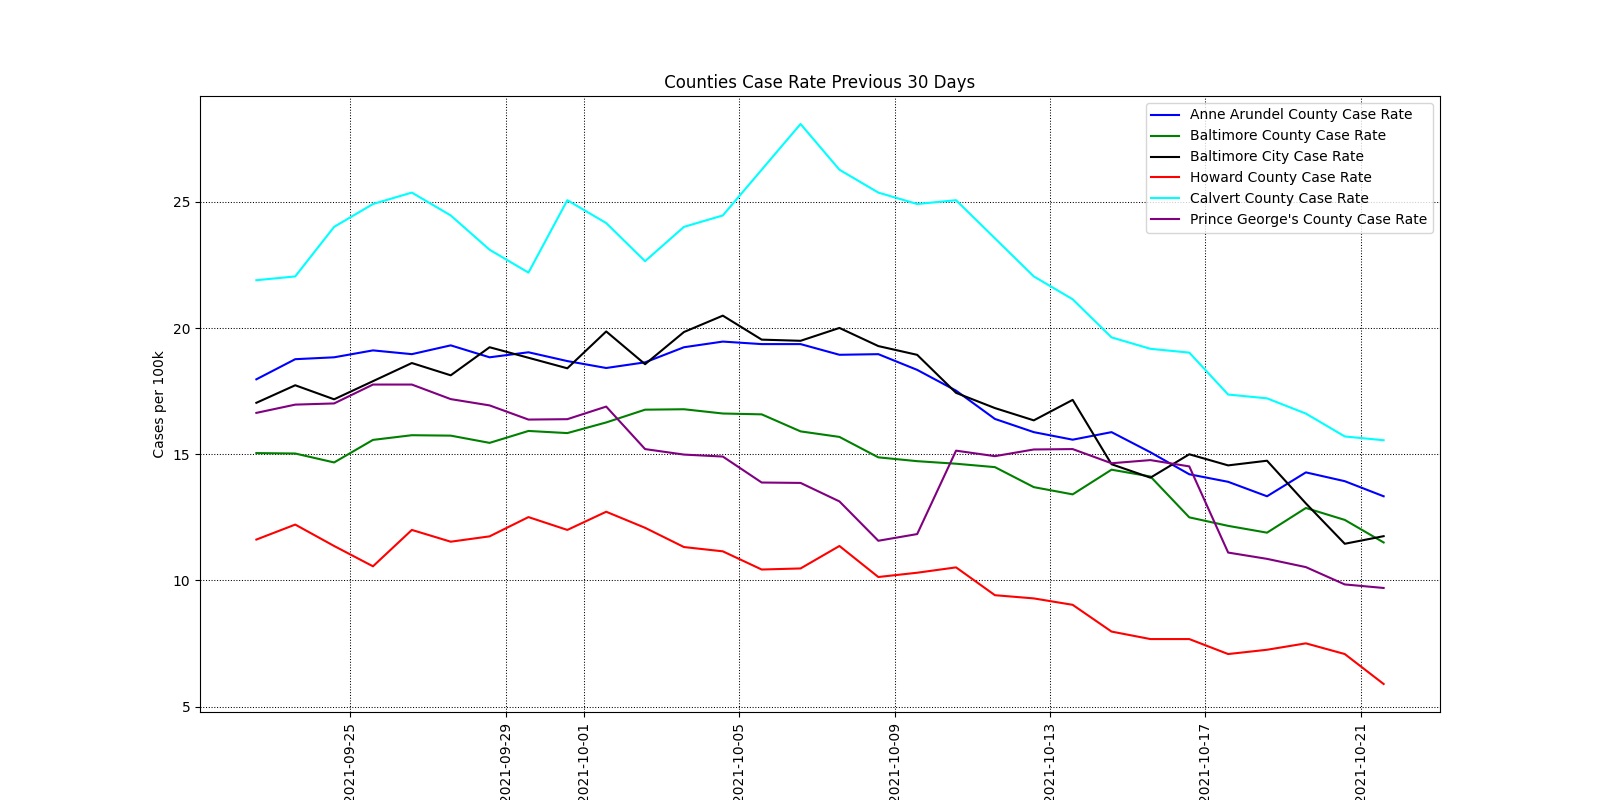 Counties Case Rate Previous 30 Days
Anne Arundel County Case Rate
Baltimore County Case Rate
Baltimore City Case Rate
Howard County Case Rate
Calvert County Case Rate
Prince George's County Case Rate
Cases per 100k
25
20
15
10
5
2021-09-25
2021-09-29
2021-10-01
2021-10-05
2021-10-09
2021-10-13
2021-10-17
2021-10-21